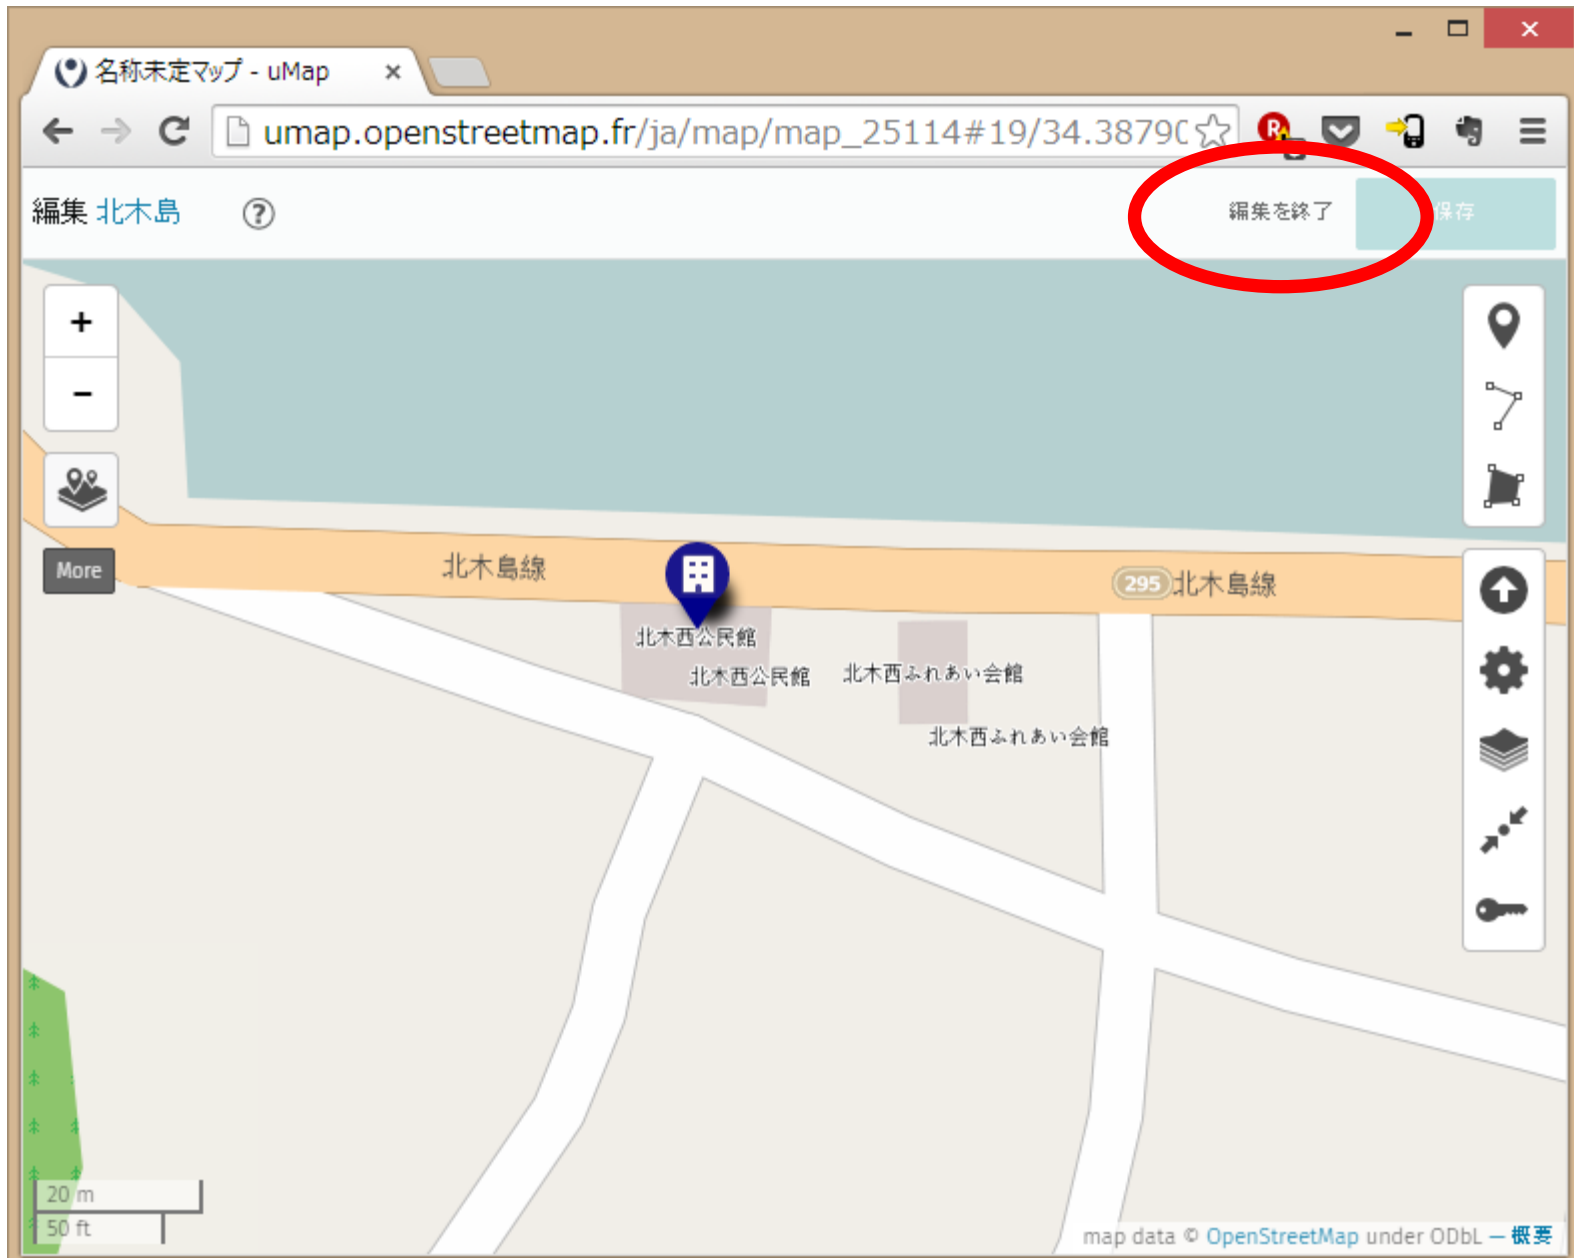 名称未定マップ - uMap
umap.openstreetmap.fr/ja/map/map_25114#19/34.3879
編集 北木島
編集を終了
保存
+
−
More
北木島線
295 北木島線
北木西公民館
北木西公民館
北木西ふれあい会館
北木西ふれあい会館
20 m
50 ft
map data © OpenStreetMap under ODbL — 概要